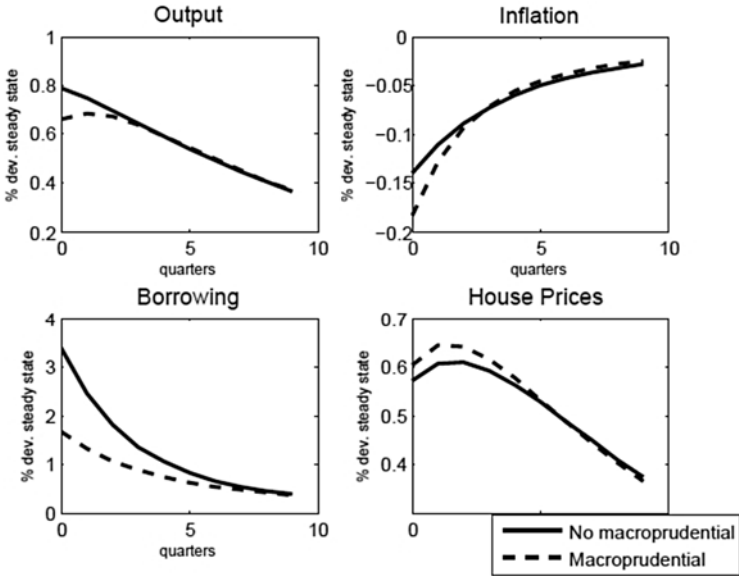 Output
% dev. steady state
1
0.8
0.6
0.4
0.2
0
5
10
quarters
Inflation
% dev. steady state
0
−0.05
−0.1
−0.15
−0.2
0
5
10
quarters
Borrowing
% dev. steady state
4
3
2
1
0
0
5
10
quarters
House Prices
% dev. steady state
0.7
0.6
0.5
0.4
No macroprudential
Macroprudential